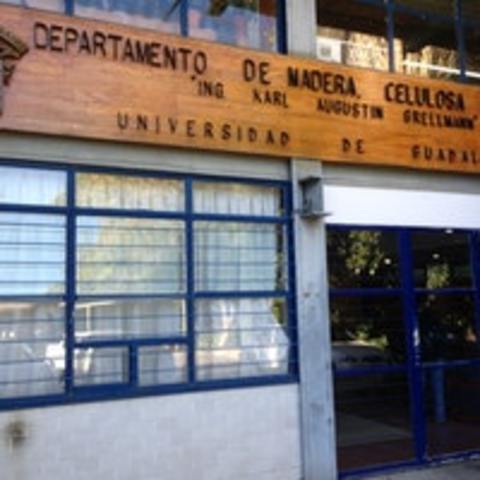 DEPARTAMENTO DE MADERA, CELULOSA
"ING. KARL AUGUSTIN GRELLMANN"
UNIVERSIDAD DE GUADAL